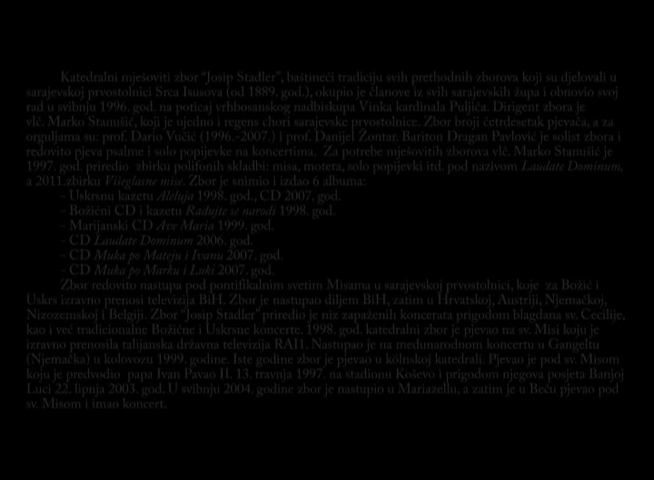 Katedralni mješoviti zbor “Josip Stadler”, baštineći tradiciju svih prethodnih zborova koji su djelovali u
sarajevskoj prvostolnici Srca Isusova (od 1889. god.), okupio je članove iz svih sarajevskih župa i obnovio svoj
rad u svibnju 1996. god. na poticaj vrhbosanskog nadbiskupa Vinka kardinala Puljića. Dirigent zbora je
vlč. Marko Stanušić, koji je ujedno i regens chori sarajevske prvostolnice. Zbor broji četrdesetak pjevača, a za
orguljama su: prof. Dario Vučić (1996.-2007.) i prof. Danijel Žontar. Bariton Dragan Pavlović je solist zbora i
redovito pjeva psalme i solo popijevke na koncertima. Za potrebe mješovitih zborova vlč. Marko Stanušić je
1997. god. priredio zbirku polifonih skladbi: misa, moteta, solo popijevki itd. pod nazivom Laudate Dominum,
a 2011.zbirku Višeglasne mise. Zbor je snimio i izdao 6 albuma:
- Uskrsnu kazetu Aleluja 1998. god., CD 2007. god.
- Božićni CD i kazetu Radujte se narodi 1998. god.
- Marijanski CD Ave Maria 1999. god.
- CD Laudate Dominum 2006. god.
- CD Muka po Mateju i Ivanu 2007. god.
- CD Muka po Marku i Luki 2007. god.
Zbor redovito nastupa pod pontifikalnim svetim Misama u sarajevskoj prvostolnici, koje za Božić i
Uskrs izravno prenosi televizija BiH. Zbor je nastupao diljem BiH, zatim u Hrvatskoj, Austriji, Njemačkoj,
Nizozemskoj i Belgiji. Zbor “Josip Stadler” priredio je niz zapaženih koncerata prigodom blagdana sv. Cecilije,
kao i već tradicionalne Božićne i Uskrsne koncerte. 1998. god. katedralni zbor je pjevao na sv. Misi koju je
izravno prenosila talijanska državna televizija RAI1. Nastupao je na međunarodnom koncertu u Gangeltu
(Njemačka) u kolovozu 1999. godine. Iste godine zbor je pjevao u kölnskoj katedrali. Pjevao je pod sv. Misom
koju je predvodio papa Ivan Pavao II. 13. travnja 1997. na stadionu Koševo i prigodom njegova posjeta Banjoj
Luci 22. lipnja 2003. god. U svibnju 2004. godine zbor je nastupio u Mariazellu, a zatim je u Beču pjevao pod
sv. Misom i imao koncert.